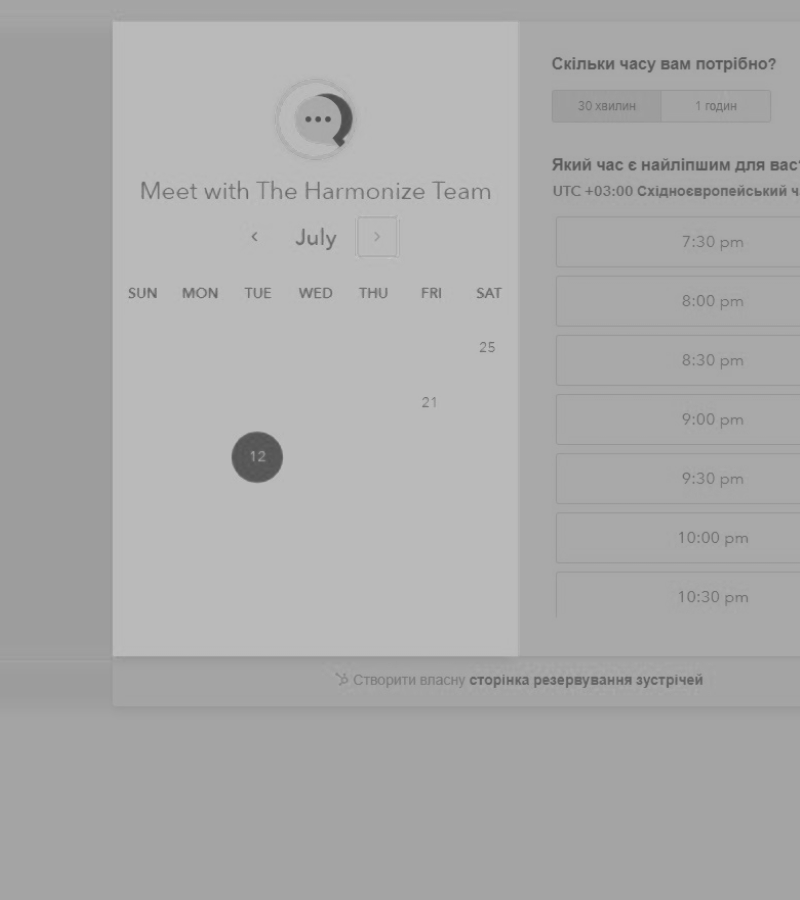 Meet with The Harmonize Team
July
SUN MON TUE WED THU FRI SAT
25
21
12
Скільки часу вам потрібно?
30 хвилин 1 годин
Який час є найліпшим для вас
UTC +03:00 Східноєвропейський ч
7:30 pm
8:00 pm
8:30 pm
9:00 pm
9:30 pm
10:00 pm
10:30 pm
Створити власну сторінка резервування зустрічей